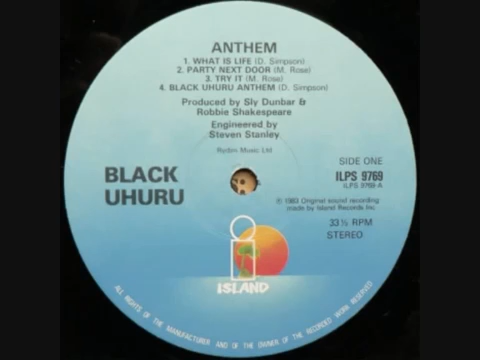 ANTHEM
1. WHAT IS LIFE (D. Simpson)
2. PARTY NEXT DOOR (M. Rose)
3. TRY IT (M. Rose)
4. BLACK UHURU ANTHEM (D. Simpson)
Produced by Sly Dunbar &
Robbie Shakespeare
Engineered by
Steven Stanley
Rydim Music Ltd
SIDE ONE
BLACK
UHURU
ILPS 9769
ILPS 9769-A
℗ 1983 Original sound recording
made by Island Records Inc
33⅓ RPM
STEREO
i
ISLAND
ALL RIGHTS OF THE MANUFACTURER AND OF THE OWNER OF THE RECORDED WORK RESERVED